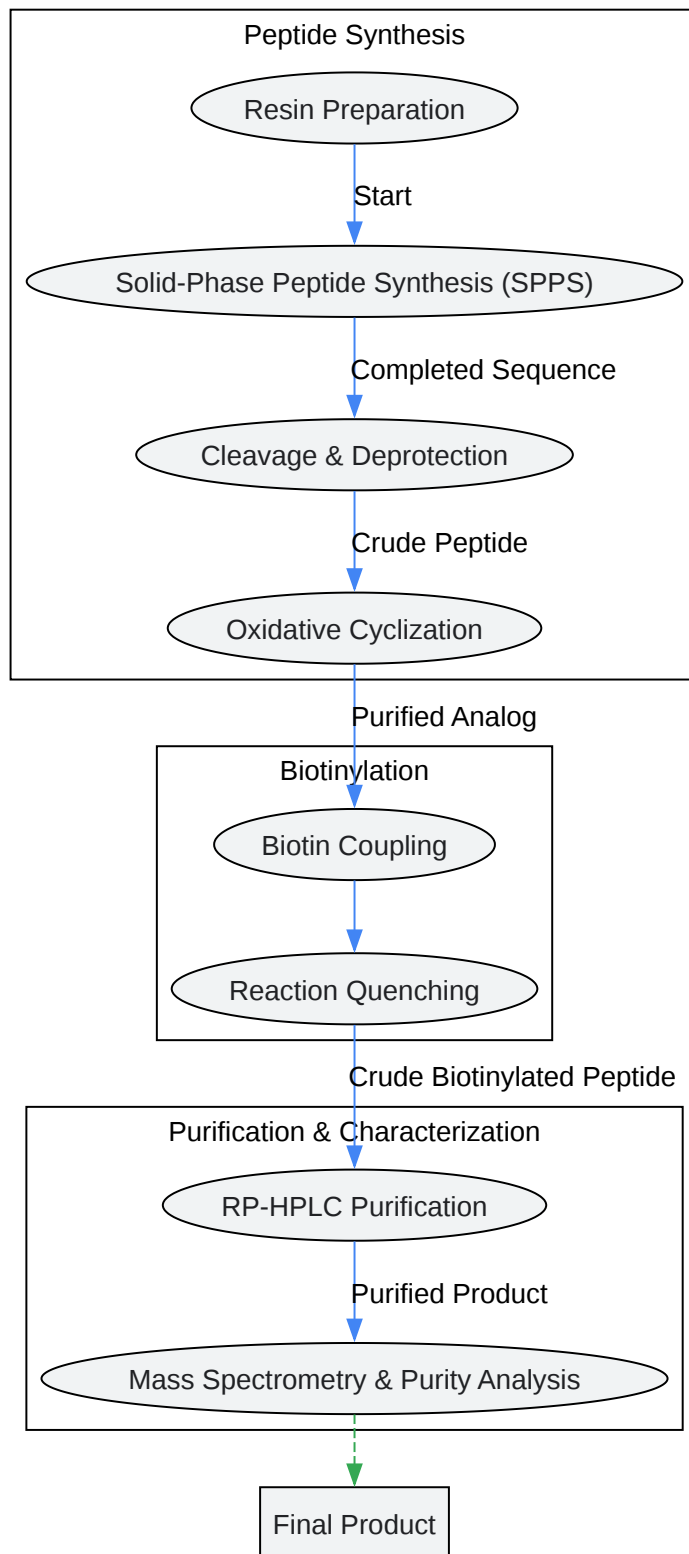 Peptide Synthesis
Resin Preparation
Start
Solid-Phase Peptide Synthesis (SPPS)
Completed Sequence
Cleavage & Deprotection
Crude Peptide
Oxidative Cyclization
Purified Analog
Biotinylation
Biotin Coupling
Reaction Quenching
Crude Biotinylated Peptide
Purification & Characterization
RP-HPLC Purification
Purified Product
Mass Spectrometry & Purity Analysis
Final Product